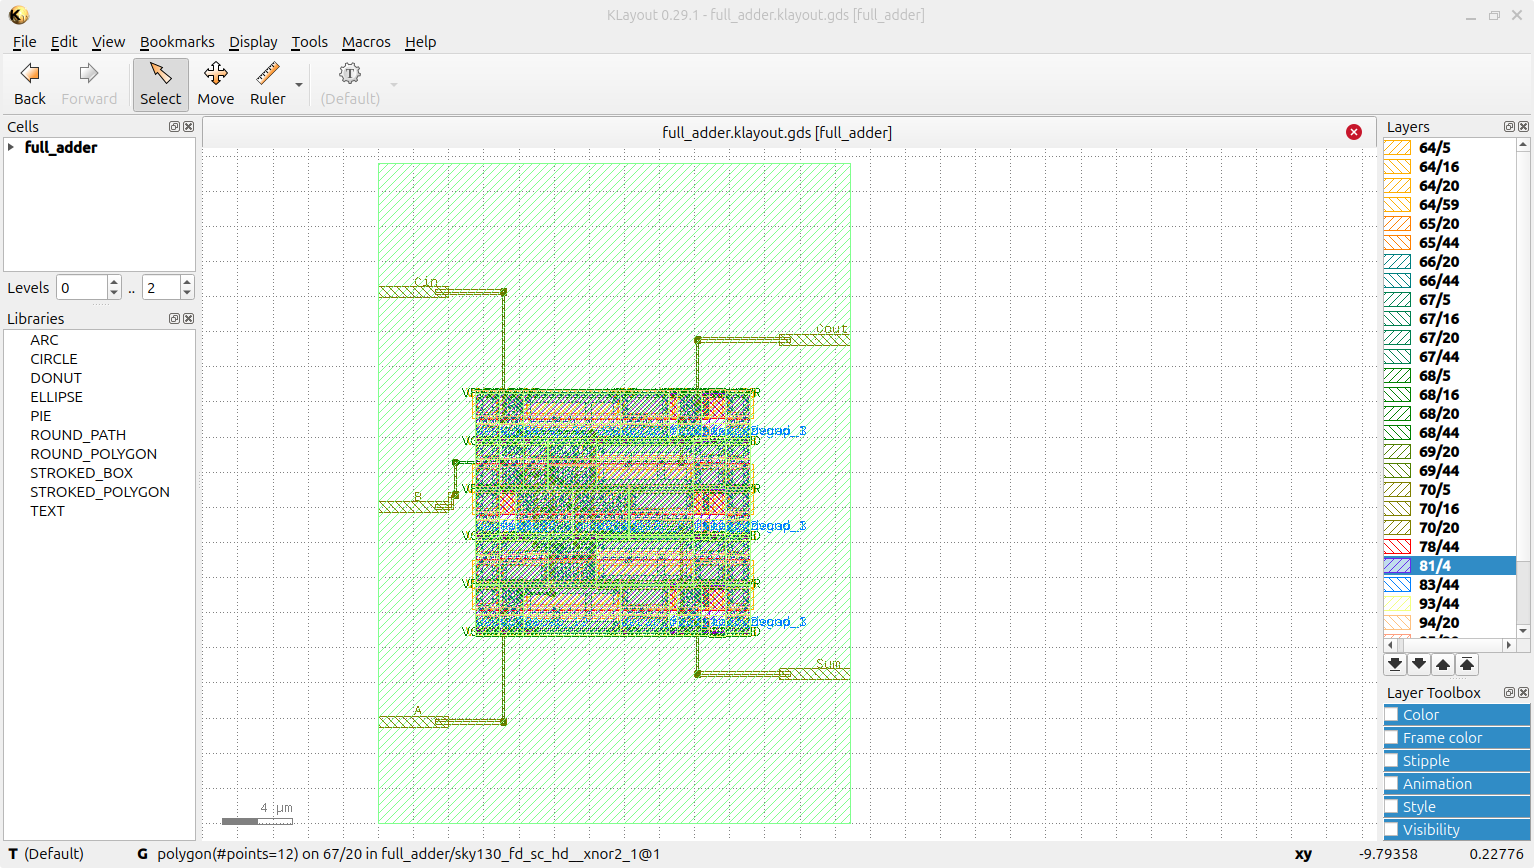 KLayout 0.29.1 - full_adder.klayout.gds [full_adder]
File Edit View Bookmarks Display Tools Macros Help
Back Forward Select Move Ruler (Default)
Cells
full_adder
Levels 0 .. 2
Libraries
ARC
CIRCLE
DONUT
ELLIPSE
PIE
ROUND_PATH
ROUND_POLYGON
STROKED_BOX
STROKED_POLYGON
TEXT
full_adder.klayout.gds [full_adder]
Cin
Cout
B
Sum
A
4 µm
Layers
64/5
64/16
64/20
64/59
65/20
65/44
66/20
66/44
67/5
67/16
67/20
67/44
68/5
68/16
68/20
68/44
69/20
69/44
70/5
70/16
70/20
78/44
81/4
83/44
93/44
94/20
Layer Toolbox
Color
Frame color
Stipple
Animation
Style
Visibility
T (Default) G polygon(#points=12) on 67/20 in full_adder/sky130_fd_sc_hd__xnor2_1@1 xy -9.79358 0.22776